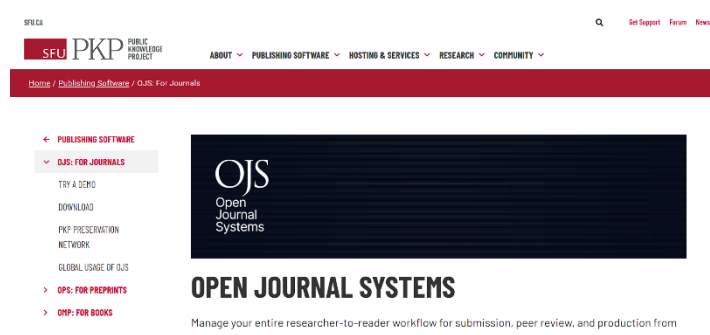 SFU.CA
Get Support Forum News
SFU PKP PUBLIC
KNOWLEDGE
PROJECT
ABOUT PUBLISHING SOFTWARE HOSTING & SERVICES RESEARCH COMMUNITY
Home / Publishing Software / OJS: For Journals
PUBLISHING SOFTWARE
OJS: FOR JOURNALS
TRY A DEMO
DOWNLOAD
PKP PRESERVATION
NETWORK
GLOBAL USAGE OF OJS
OPS: FOR PREPRINTS
OMP: FOR BOOKS
OJS
Open
Journal
Systems
OPEN JOURNAL SYSTEMS
Manage your entire researcher-to-reader workflow for submission, peer review, and production from